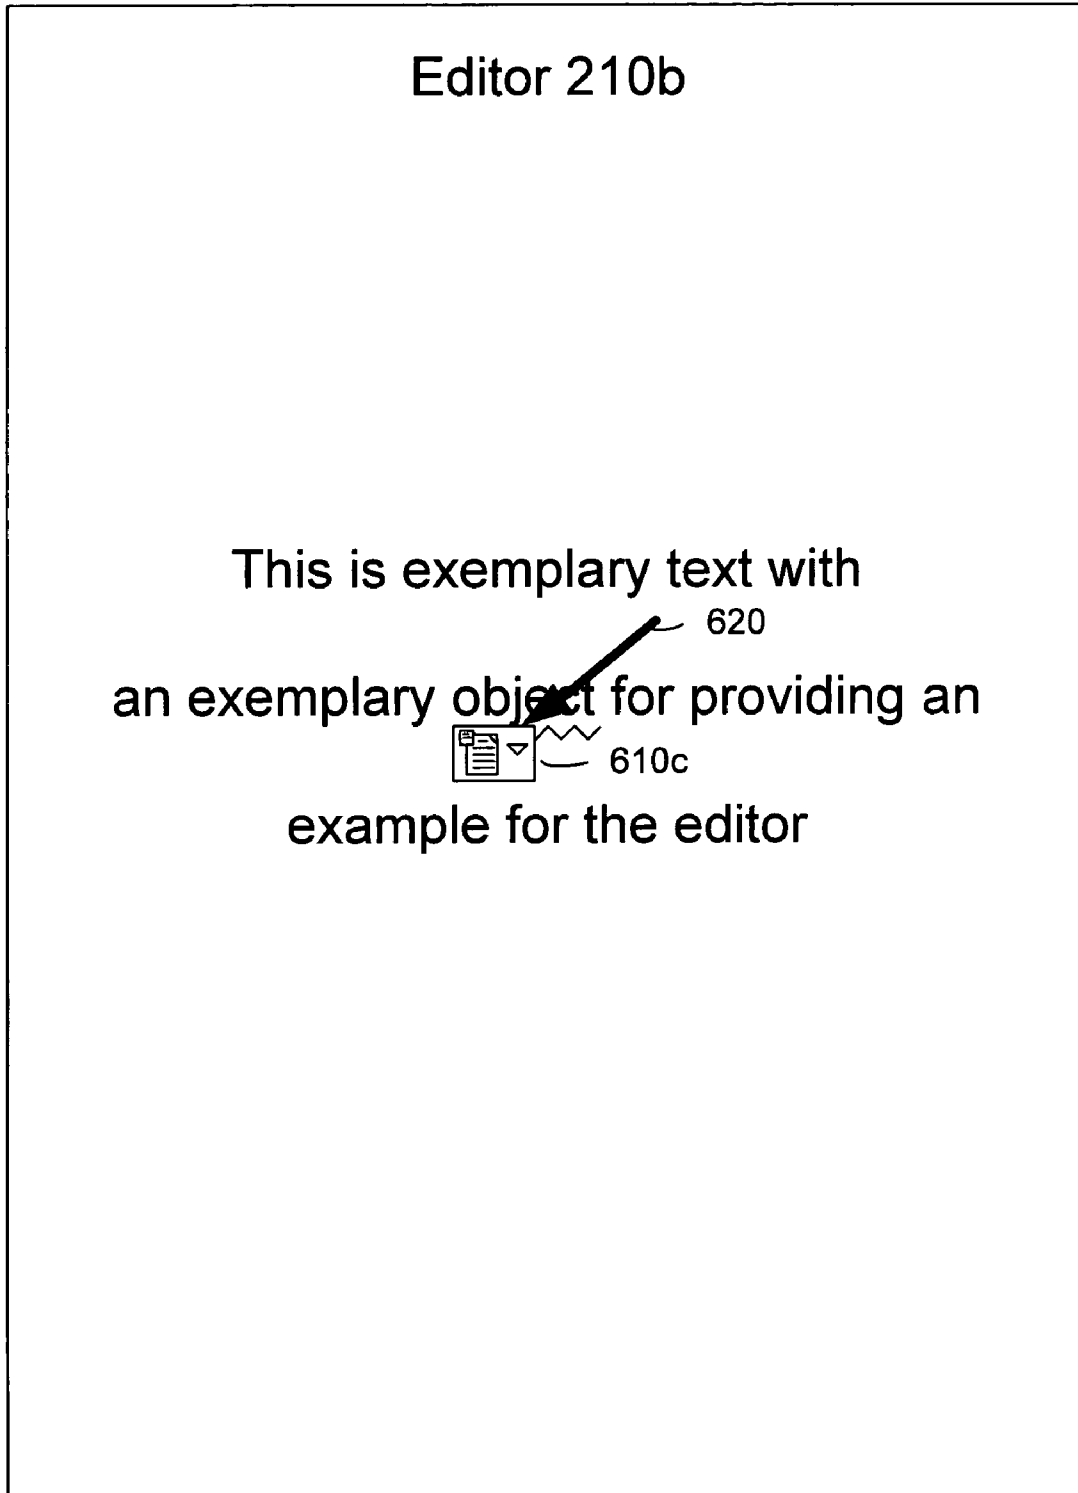 Editor 210b
This is exemplary text with
620
an exemplary object for providing an
610c
example for the editor